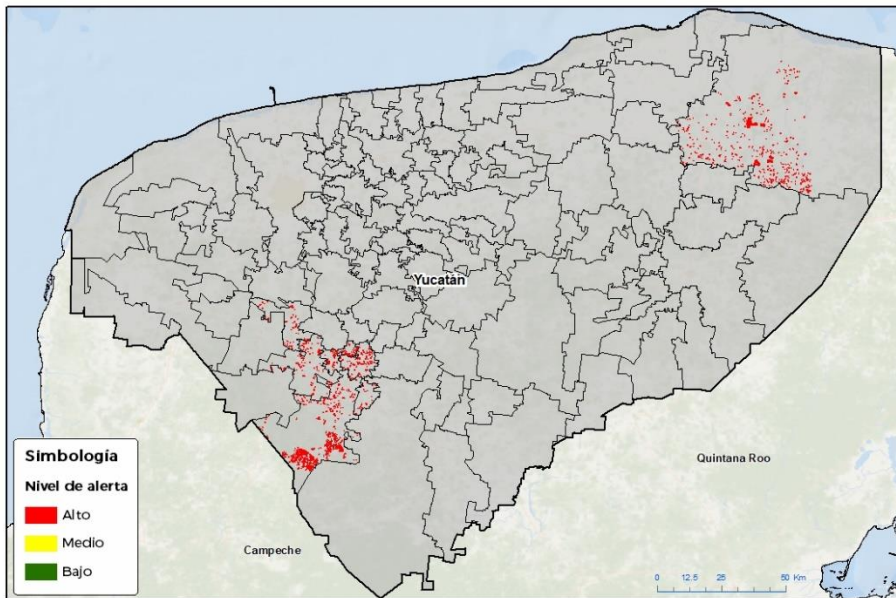 Yucatán
Quintana Roo
Campeche
Simbología
Nivel de alerta
Alto
Medio
Bajo
0 12.5 25 50 Km